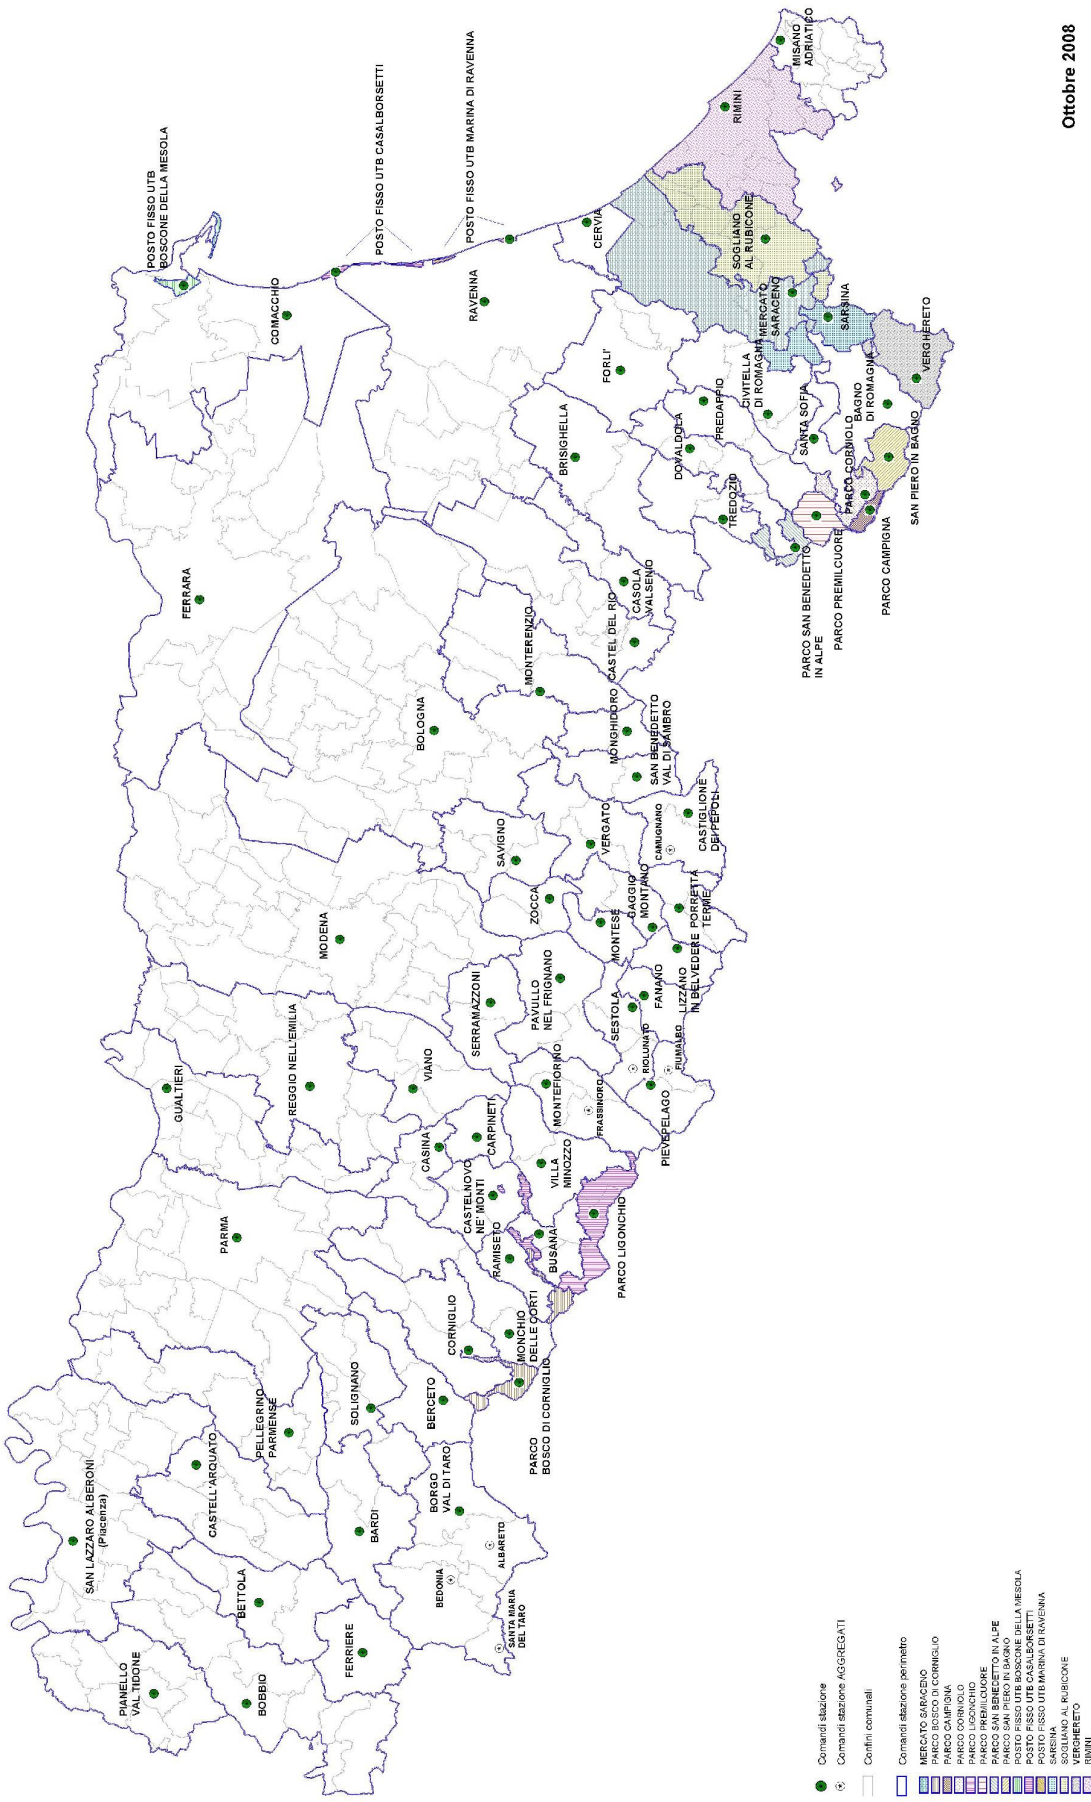 PIANELLO
VAL TIDONE
SAN LAZZARO ALBERONI
(Piacenza)
BOBBIO
BETTOLA
CASTELL'ARQUATO
FERRIERE
PELLEGRINO
PARMENSE
BARDI
SOLIGNANO
BEDONIA
ALBARETO
SANTA MARIA
DEL TARO
BORGO
VAL DI TARO
BERCETO
PARMA
CORNIGLIO
MONCHIO
DELLE CORTI
PARCO
BOSCO DI CORNIGLIO
GUALTIERI
REGGIO NELL'EMILIA
VIANO
CASINA
CARPINETI
CASTELNOVO
NE' MONTI
RAMISETO
BUSANA
VILLA
MINOZZO
PARCO LIGONCHIO
MODENA
SERRAMAZZONI
PAVULLO
NEL FRIGNANO
MONTEFIORINO
FRASSINORO
PIEVEPELAGO
RIOLUNATO
FIUMALBO
SESTOLA
FANANO
ZOCCA
MONTESE
SAVIGNO
VERGATO
GAGGIO
MONTANO
LIZZANO
IN BELVEDERE
PORRETTA
TERME
CAMUGNANO
CASTIGLIONE
DEI PEPOLI
BOLOGNA
MONGHIDORO
SAN BENEDETTO
VAL DI SAMBRO
MONTERENZIO
CASTEL DEL RIO
FERRARA
COMACCHIO
POSTO FISSO UTB
BOSCONE DELLA MESOLA
POSTO FISSO UTB CASALBORSETTI
POSTO FISSO UTB MARINA DI RAVENNA
RAVENNA
CERVIA
CASOLA
VALSENIO
BRISIGHELLA
FORLI'
PREDAPPIO
DOVALDOLA
TREDOZIO
CIVITELLA
DI ROMAGNA
MERCATO
SARACENO
SANTA SOFIA
BAGNO
DI ROMAGNA
SARSINA
VERGHERETO
SAN PIERO IN BAGNO
PARCO CORNIOLO
PARCO CAMPIGNA
PARCO PREMILCUORE
PARCO SAN BENEDETTO
IN ALPE
SOGLIANO
AL RUBICONE
RIMINI
MISANO
ADRIATICO
Ottobre 2008
Comandi stazione
Comandi stazione AGGREGATI
Confini comunali
Comandi stazione perimetro
MERCATO SARACENO
PARCO BOSCO DI CORNIGLIO
PARCO CAMPIGNA
PARCO CORNIOLO
PARCO LIGONCHIO
PARCO PREMILCUORE
PARCO SAN BENEDETTO IN ALPE
PARCO SAN PIERO IN BAGNO
POSTO FISSO UTB BOSCONE DELLA MESOLA
POSTO FISSO UTB CASALBORSETTI
POSTO FISSO UTB MARINA DI RAVENNA
SARSINA
SOGLIANO AL RUBICONE
VERGHERETO
RIMINI